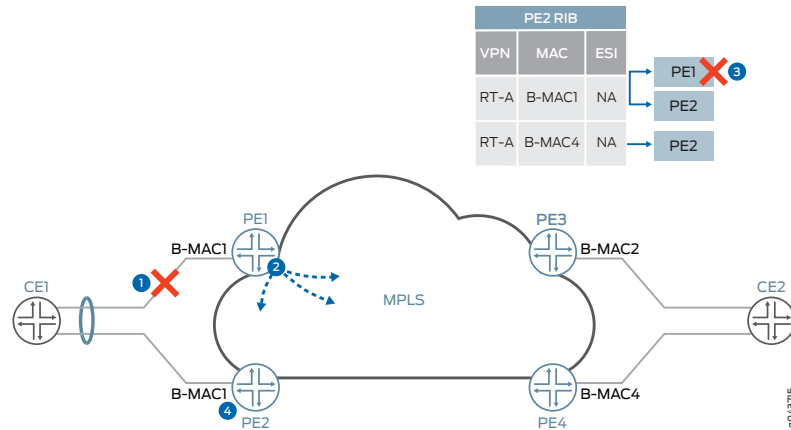 PE2 RIB
VPN MAC ESI
RT-A B-MAC1 NA
RT-A B-MAC4 NA
PE1 3
PE2
PE2
PE1
PE3
B-MAC1
B-MAC2
1
2
CE1
CE2
MPLS
B-MAC1
B-MAC4
4
PE2
PE4
g043715